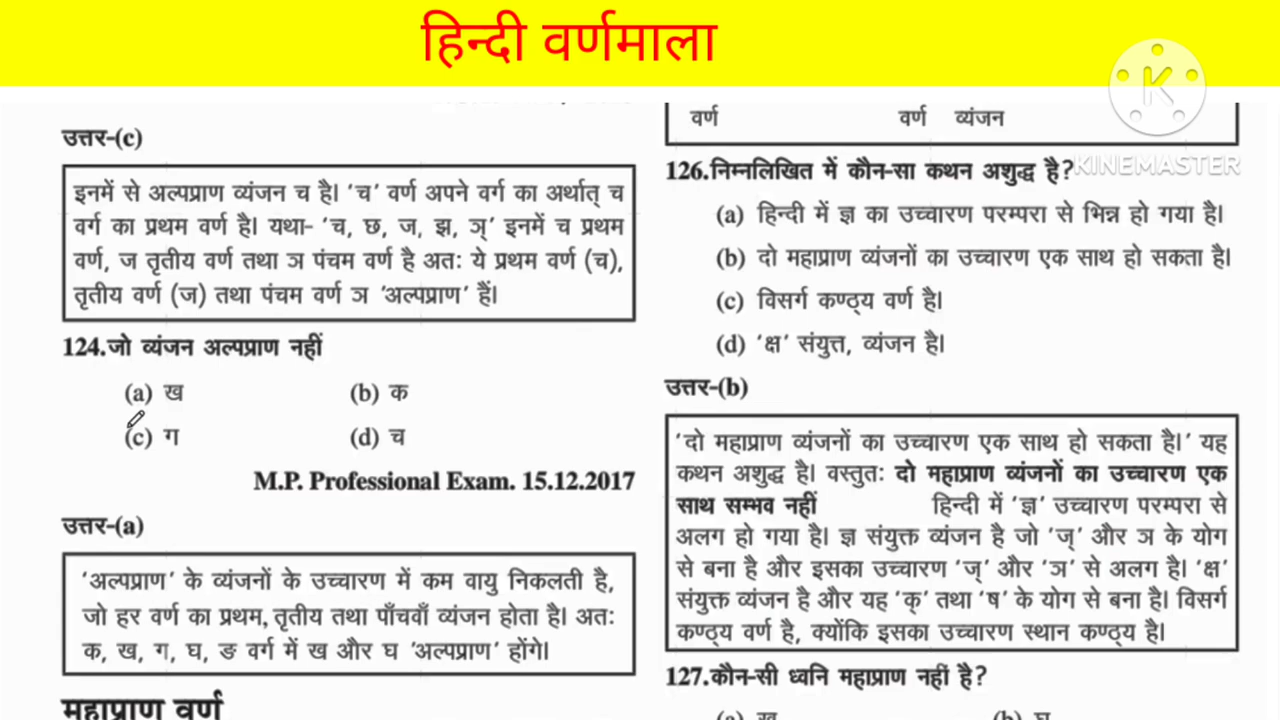 हिन्दी वर्णमाला
K
KINEMASTER
उत्तर-(c)
इनमें से अल्पप्राण व्यंजन च है। 'च' वर्ण अपने वर्ग का अर्थात् च
वर्ग का प्रथम वर्ण है। यथा- 'च, छ, ज, झ, ञ्' इनमें च प्रथम
वर्ण, ज तृतीय वर्ण तथा ञ पंचम वर्ण है अतः ये प्रथम वर्ण (च),
तृतीय वर्ण (ज) तथा पंचम वर्ण ञ 'अल्पप्राण' हैं।
124.जो व्यंजन अल्पप्राण नहीं
(a) ख (b) क
(c) ग (d) च
M.P. Professional Exam. 15.12.2017
उत्तर-(a)
'अल्पप्राण' के व्यंजनों के उच्चारण में कम वायु निकलती है,
जो हर वर्ण का प्रथम, तृतीय तथा पाँचवाँ व्यंजन होता है। अतः
क, ख, ग, घ, ङ वर्ग में ख और घ 'अल्पप्राण' होंगे।
महाप्राण वर्ण
वर्ण वर्ण व्यंजन
126.निम्नलिखित में कौन-सा कथन अशुद्ध है?
(a) हिन्दी में ज्ञ का उच्चारण परम्परा से भिन्न हो गया है।
(b) दो महाप्राण व्यंजनों का उच्चारण एक साथ हो सकता है।
(c) विसर्ग कण्ठ्य वर्ण है।
(d) 'क्ष' संयुत्त, व्यंजन है।
उत्तर-(b)
'दो महाप्राण व्यंजनों का उच्चारण एक साथ हो सकता है।' यह
कथन अशुद्ध है। वस्तुतः दो महाप्राण व्यंजनों का उच्चारण एक
साथ सम्भव नहीं हिन्दी में 'ज्ञ' उच्चारण परम्परा से
अलग हो गया है। ज्ञ संयुक्त व्यंजन है जो 'ज्' और ञ के योग
से बना है और इसका उच्चारण 'ज्' और 'ञ' से अलग है। 'क्ष'
संयुक्त व्यंजन है और यह 'क्' तथा 'ष' के योग से बना है। विसर्ग
कण्ठ्य वर्ण है, क्योंकि इसका उच्चारण स्थान कण्ठ्य है।
127.कौन-सी ध्वनि महाप्राण नहीं है?
(a) ख (b) घ